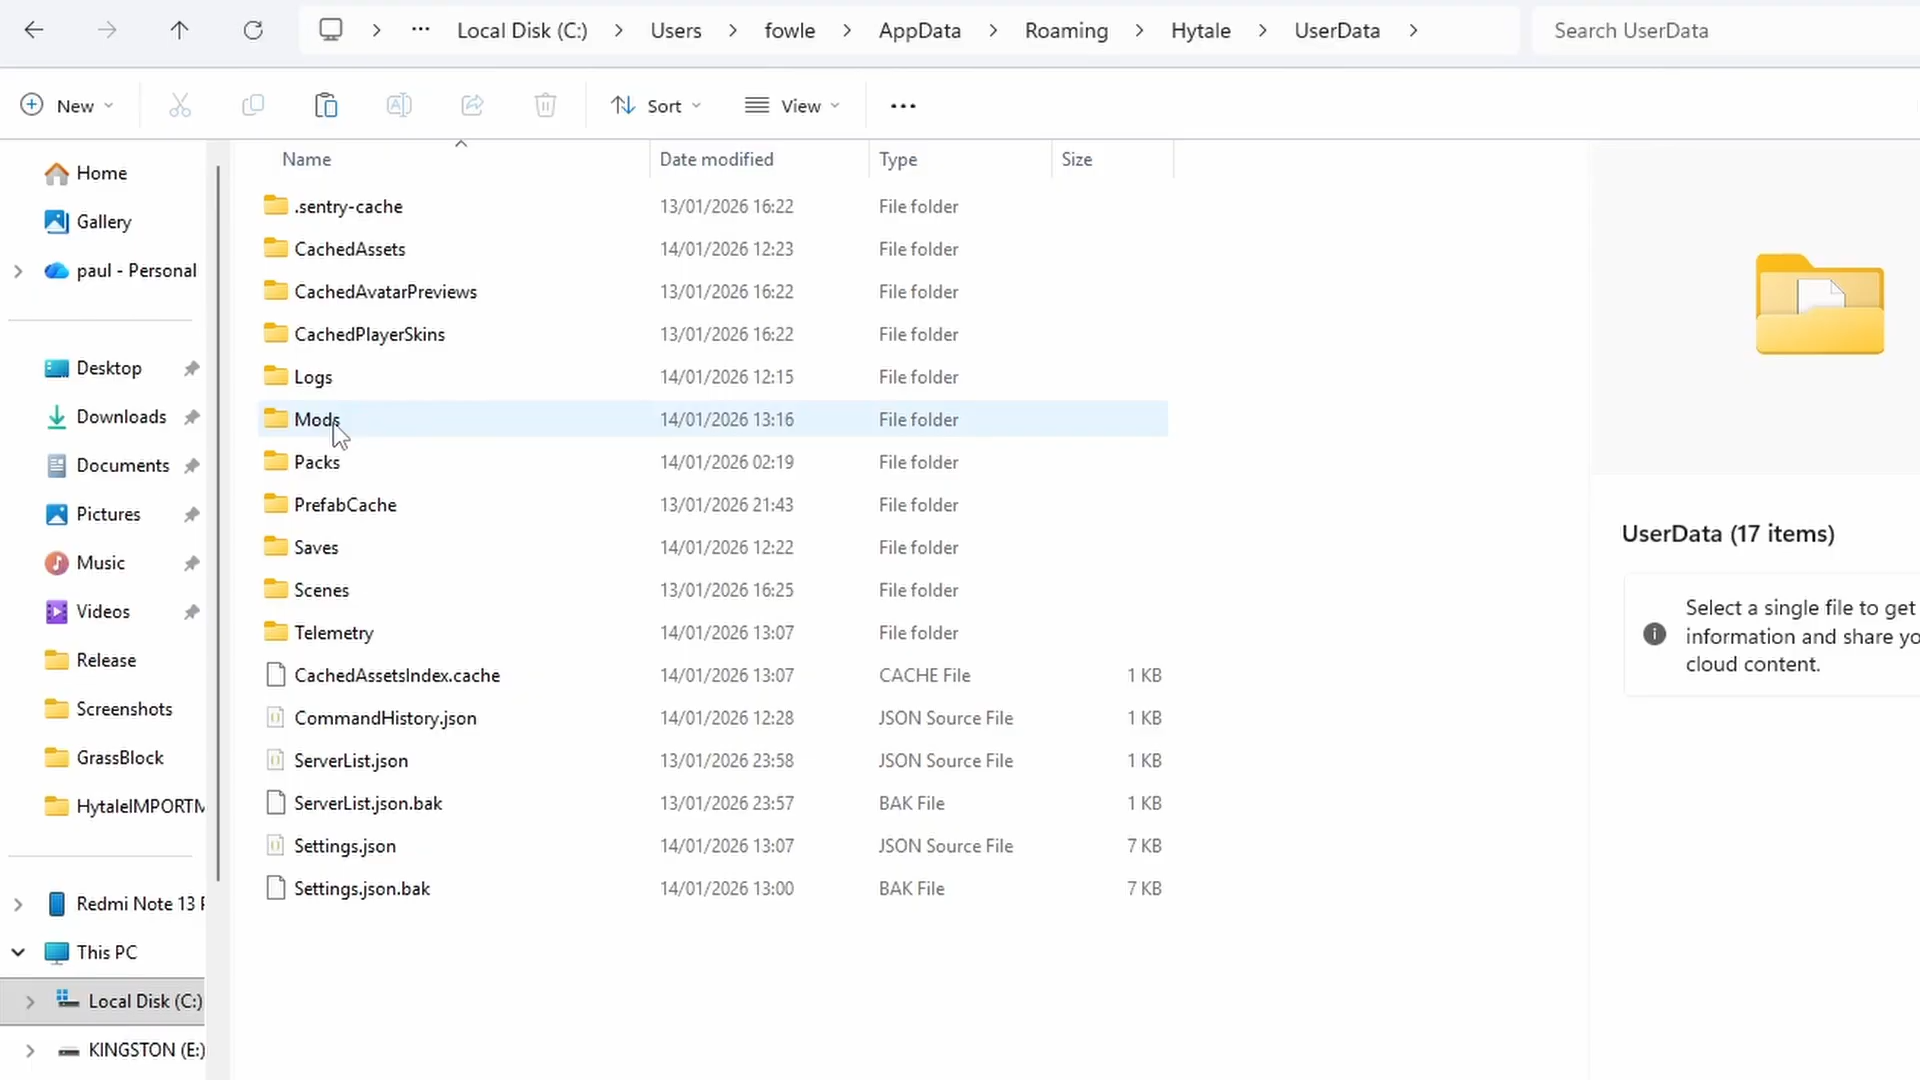 Local Disk (C:) Users fowle AppData Roaming Hytale UserData Search UserData
New Sort View
Name Date modified Type Size
Home
Gallery
paul - Personal
Desktop
Downloads
Documents
Pictures
Music
Videos
Release
Screenshots
GrassBlock
HytaleIMPORTM
Redmi Note 13 F
This PC
Local Disk (C:)
KINGSTON (E:)
.sentry-cache 13/01/2026 16:22 File folder
CachedAssets 14/01/2026 12:23 File folder
CachedAvatarPreviews 13/01/2026 16:22 File folder
CachedPlayerSkins 13/01/2026 16:22 File folder
Logs 14/01/2026 12:15 File folder
Mods 14/01/2026 13:16 File folder
Packs 14/01/2026 02:19 File folder
PrefabCache 13/01/2026 21:43 File folder
Saves 14/01/2026 12:22 File folder
Scenes 13/01/2026 16:25 File folder
Telemetry 14/01/2026 13:07 File folder
CachedAssetsIndex.cache 14/01/2026 13:07 CACHE File 1 KB
CommandHistory.json 14/01/2026 12:28 JSON Source File 1 KB
ServerList.json 13/01/2026 23:58 JSON Source File 1 KB
ServerList.json.bak 13/01/2026 23:57 BAK File 1 KB
Settings.json 14/01/2026 13:07 JSON Source File 7 KB
Settings.json.bak 14/01/2026 13:00 BAK File 7 KB
UserData (17 items)
Select a single file to get
information and share yo
cloud content.